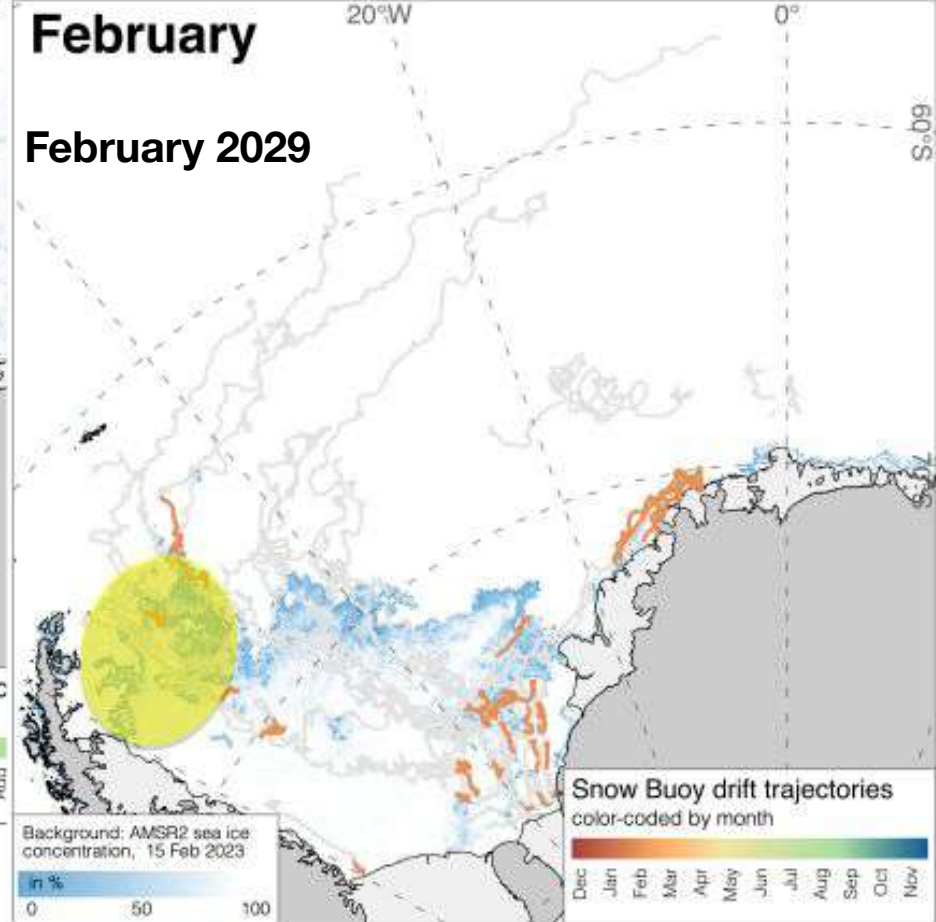 February
20°W
0°
60°S
February 2029
Snow Buoy drift trajectories
color-coded by month
Dec Jan Feb Mar Apr May Jun Jul Aug Sep Oct Nov
Background: AMSR2 sea ice
concentration, 15 Feb 2023
in %
0 50 100